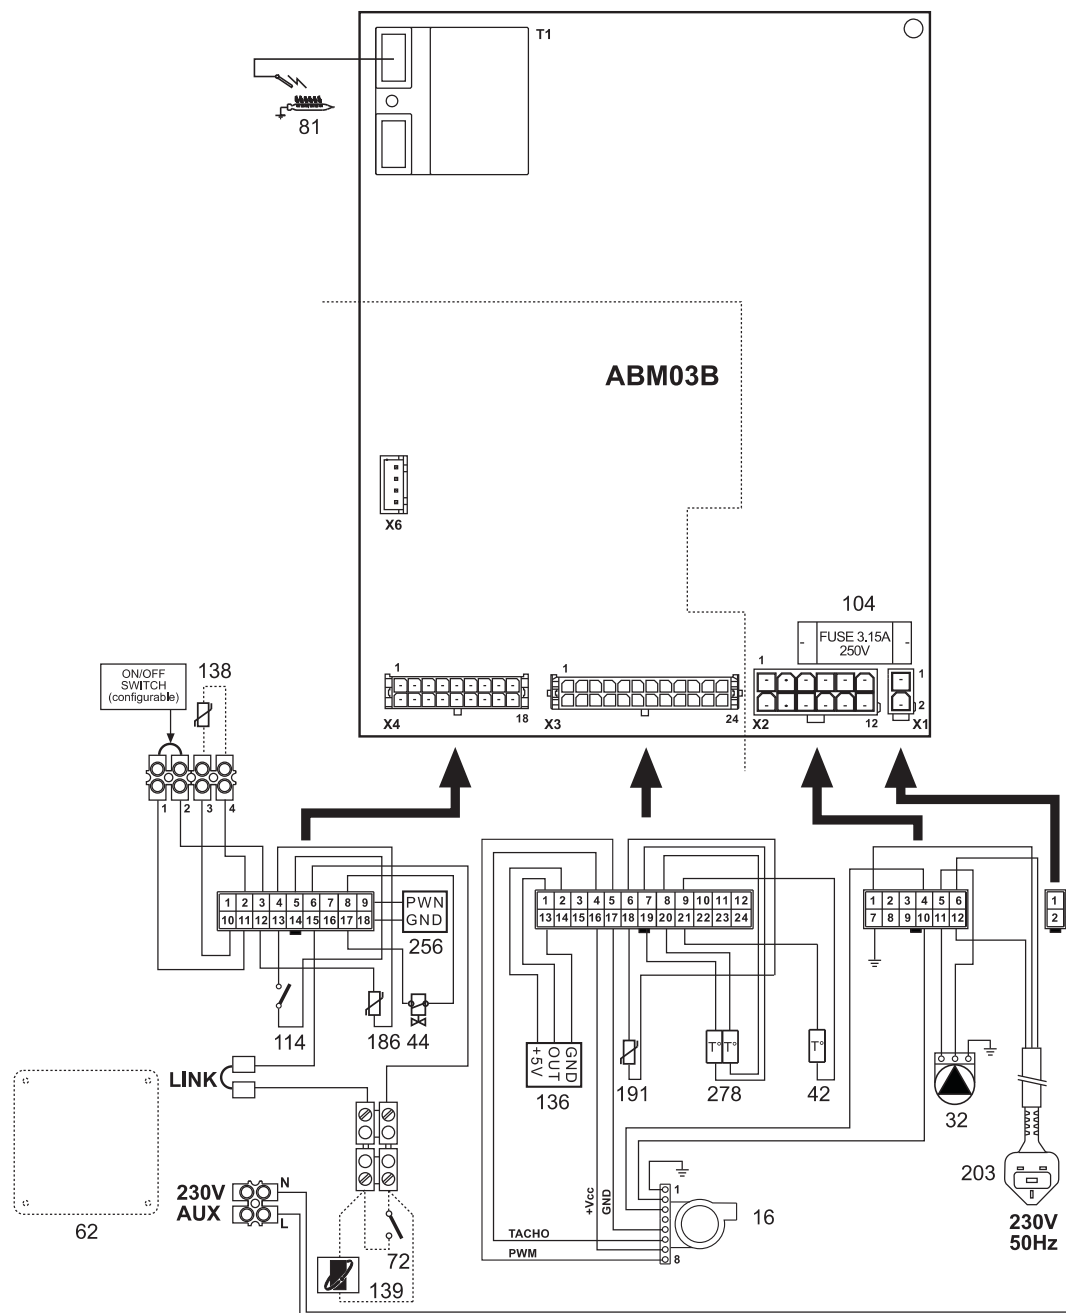 T1
81
ABM03B
X6
104
FUSE 3.15A
250V
1
18
X4
1
24
X3
1
12
X2
1
2
X1
ON/OFF
SWITCH
(configurable)
138
1 2 3 4
1 2 3 4 5 6 7 8 9
10 11 12 13 14 15 16 17 18
PWN
GND
256
1 2 3 4 5 6 7 8 9 10 11 12
13 14 15 16 17 18 19 20 21 22 23 24
1 2 3 4 5 6
7 8 9 10 11 12
1
2
114
186
44
+5V
OUT
GND
136
191
T° T°
278
T°
42
32
203
230V
50Hz
LINK
62
230V
AUX
N
L
72
139
+Vcc
GND
TACHO
PWM
1
8
16